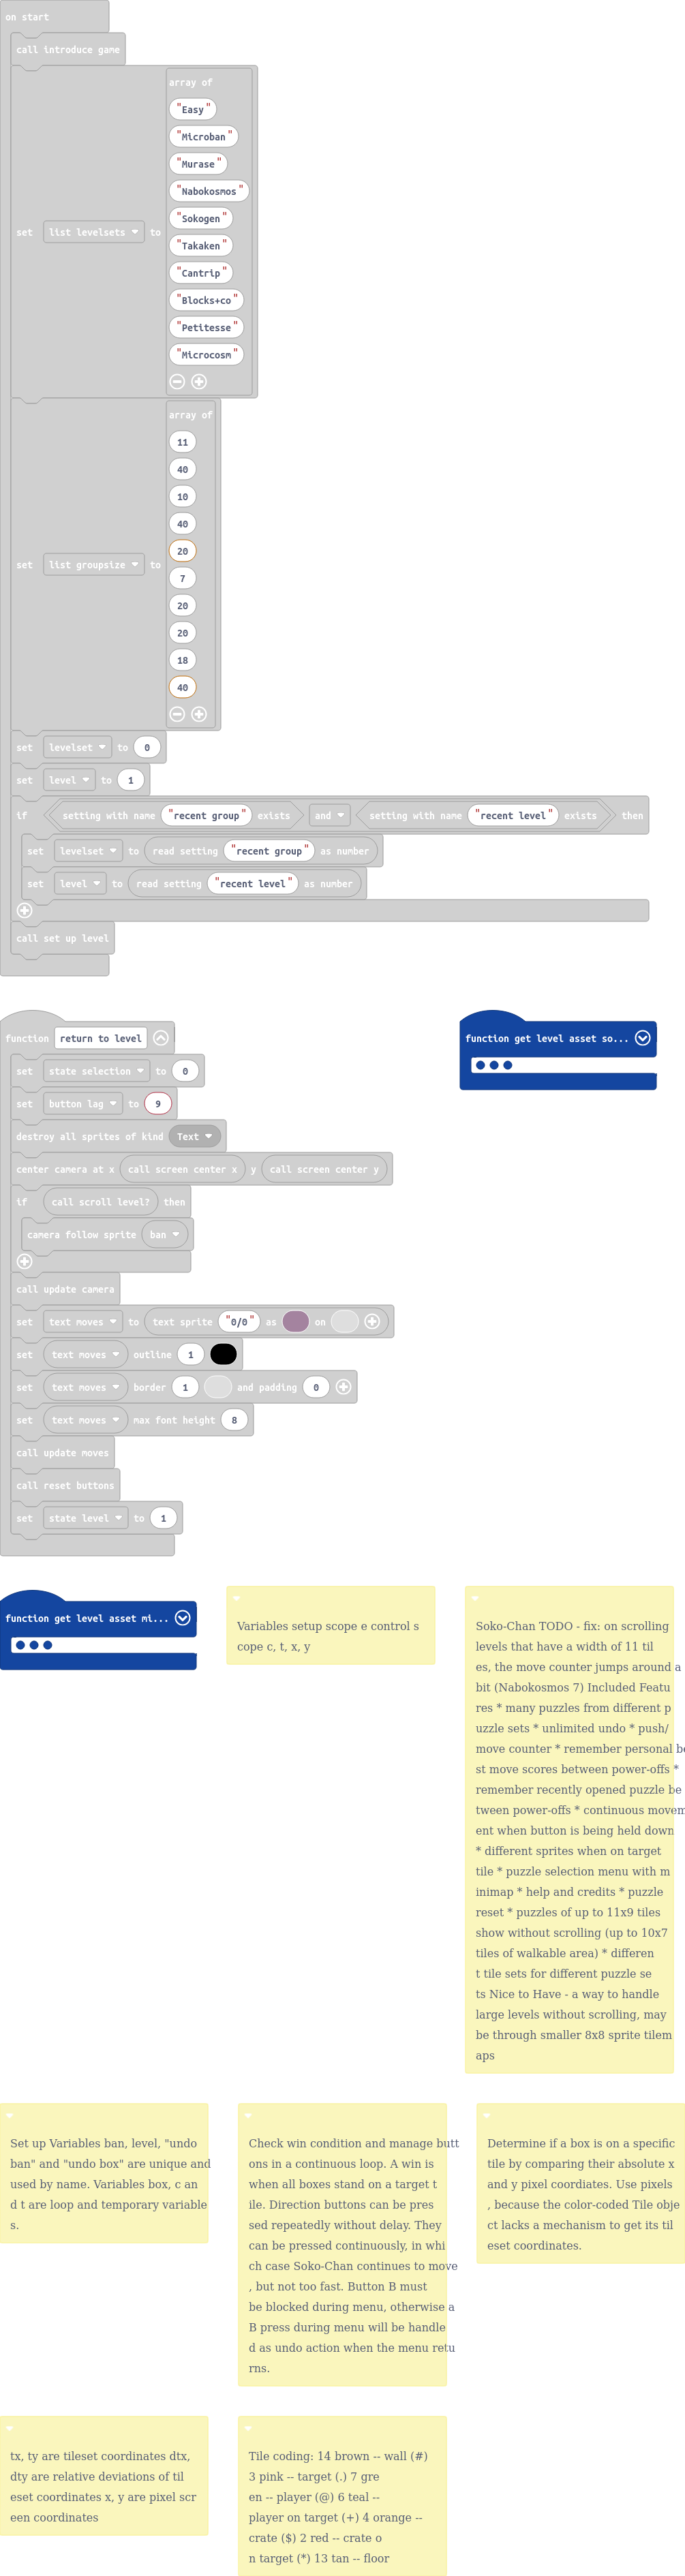 on start
call introduce game
set list levelsets to array of
"Easy"
"Microban"
"Murase"
"Nabokosmos"
"Sokogen"
"Takaken"
"Cantrip"
"Blocks+co"
"Petitesse"
"Microcosm"
set list groupsize to array of
11
40
10
40
20
7
20
20
18
40
set levelset to 0
set level to 1
if setting with name "recent group" exists and setting with name "recent level" exists then
set levelset to read setting "recent group" as number
set level to read setting "recent level" as number
call set up level
function return to level
set state selection to 0
set button lag to 9
destroy all sprites of kind Text
center camera at x call screen center x y call screen center y
if call scroll level? then
camera follow sprite ban
call update camera
set text moves to text sprite "0/0" as on
set text moves outline 1
set text moves border 1 and padding 0
set text moves max font height 8
call update moves
call reset buttons
set state level to 1
function get level asset so...
function get level asset mi...
Variables setup scope e control s
cope c, t, x, y
Soko-Chan TODO - fix: on scrolling
levels that have a width of 11 til
es, the move counter jumps around a
bit (Nabokosmos 7) Included Featu
res * many puzzles from different p
uzzle sets * unlimited undo * push/
move counter * remember personal be
st move scores between power-offs *
remember recently opened puzzle be
tween power-offs * continuous movem
ent when button is being held down
* different sprites when on target
tile * puzzle selection menu with m
inimap * help and credits * puzzle
reset * puzzles of up to 11x9 tiles
show without scrolling (up to 10x7
tiles of walkable area) * differen
t tile sets for different puzzle se
ts Nice to Have - a way to handle
large levels without scrolling, may
be through smaller 8x8 sprite tilem
aps
Set up Variables ban, level, "undo
ban" and "undo box" are unique and
used by name. Variables box, c an
d t are loop and temporary variable
s.
Check win condition and manage butt
ons in a continuous loop. A win is
when all boxes stand on a target t
ile. Direction buttons can be pres
sed repeatedly without delay. They
can be pressed continuously, in whi
ch case Soko-Chan continues to move
, but not too fast. Button B must
be blocked during menu, otherwise a
B press during menu will be handle
d as undo action when the menu retu
rns.
Determine if a box is on a specific
tile by comparing their absolute x
and y pixel coordiates. Use pixels
, because the color-coded Tile obje
ct lacks a mechanism to get its til
eset coordinates.
tx, ty are tileset coordinates dtx,
dty are relative deviations of til
eset coordinates x, y are pixel scr
een coordinates
Tile coding: 14 brown -- wall (#)
3 pink -- target (.) 7 gre
en -- player (@) 6 teal --
player on target (+) 4 orange --
crate ($) 2 red -- crate o
n target (*) 13 tan -- floor